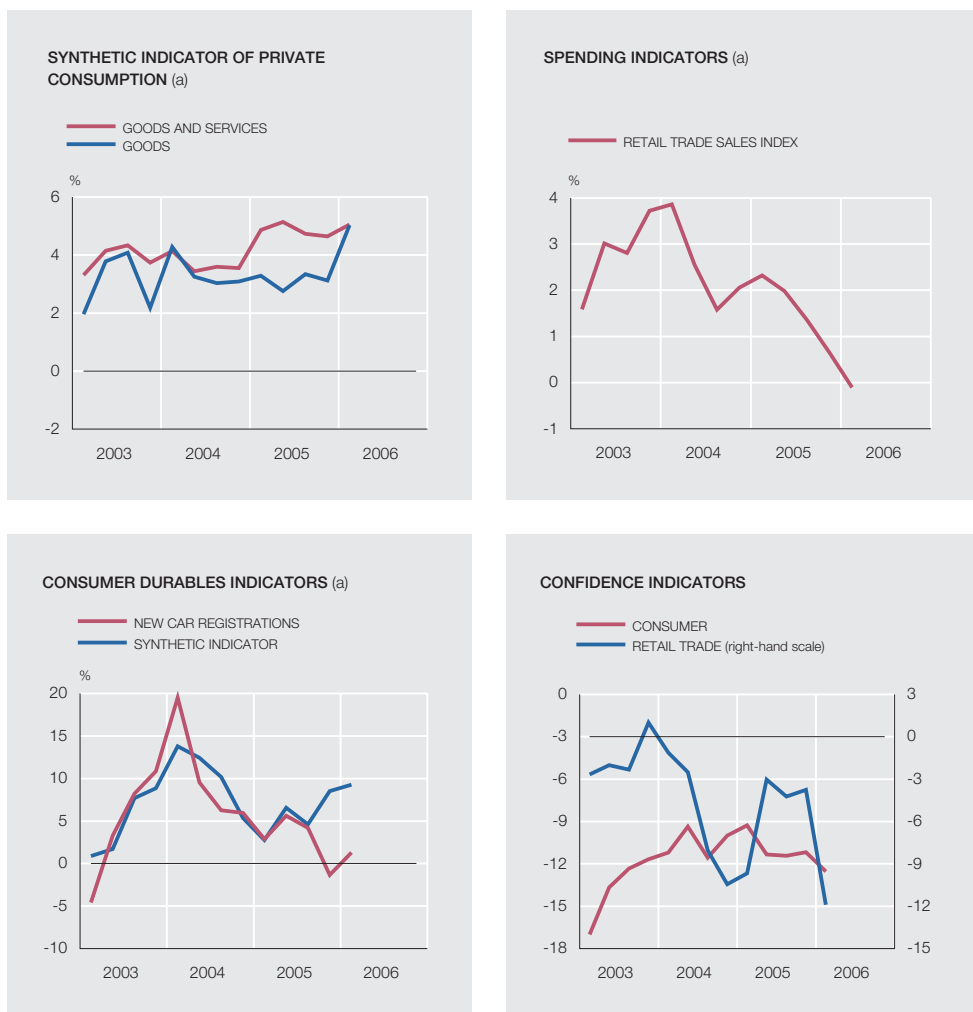 SYNTHETIC INDICATOR OF PRIVATE
CONSUMPTION (a)
GOODS AND SERVICES
GOODS
%
6
4
2
0
-2
2003 2004 2005 2006
SPENDING INDICATORS (a)
RETAIL TRADE SALES INDEX
%
4
3
2
1
0
-1
2003 2004 2005 2006
CONSUMER DURABLES INDICATORS (a)
NEW CAR REGISTRATIONS
SYNTHETIC INDICATOR
%
20
15
10
5
0
-5
-10
2003 2004 2005 2006
CONFIDENCE INDICATORS
CONSUMER
RETAIL TRADE (right-hand scale)
0 3
-3 0
-6 -3
-9 -6
-12 -9
-15 -12
-18 -15
2003 2004 2005 2006